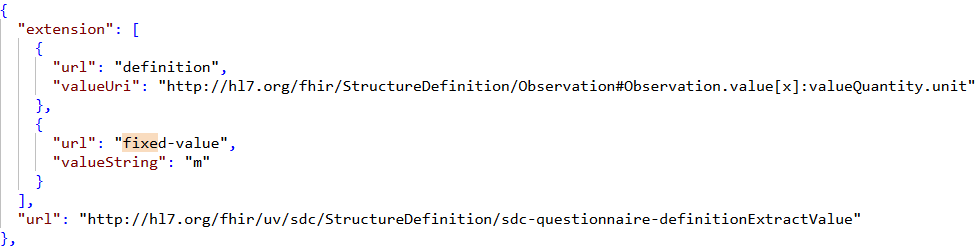 {
  "extension": [
    {
      "url": "definition",
      "valueUri": "http://hl7.org/fhir/StructureDefinition/Observation#Observation.value[x]:valueQuantity.unit"
    },
    {
      "url": "fixed-value",
      "valueString": "m"
    }
  ],
  "url": "http://hl7.org/fhir/uv/sdc/StructureDefinition/sdc-questionnaire-definitionExtractValue"
},